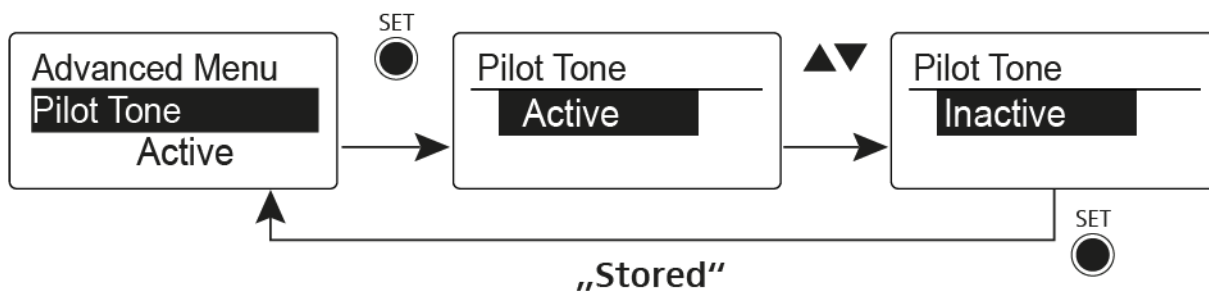 SET
Advanced Menu
Pilot Tone
Active
Pilot Tone
Active
▲▼
Pilot Tone
Inactive
SET
„Stored“